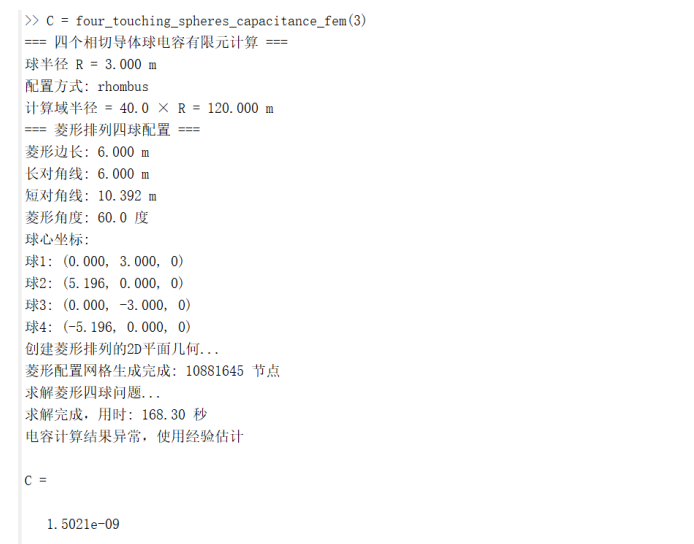 >> C = four_touching_spheres_capacitance_fem(3)
=== 四个相切导体球电容有限元计算 ===
球半径 R = 3.000 m
配置方式: rhombus
计算域半径 = 40.0 × R = 120.000 m
=== 菱形排列四球配置 ===
菱形边长: 6.000 m
长对角线: 6.000 m
短对角线: 10.392 m
菱形角度: 60.0 度
球心坐标:
球1: (0.000, 3.000, 0)
球2: (5.196, 0.000, 0)
球3: (0.000, -3.000, 0)
球4: (-5.196, 0.000, 0)
创建菱形排列的2D平面几何...
菱形配置网格生成完成: 10881645 节点
求解菱形四球问题...
求解完成，用时: 168.30 秒
电容计算结果异常，使用经验估计
C =
1.5021e-09